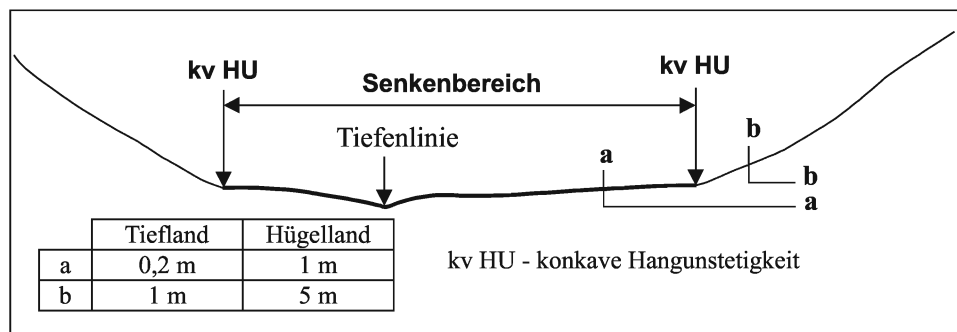 kv HU
kv HU
Senkenbereich
Tiefenlinie
a
b
b
a
Tiefland Hügelland
a 0,2 m 1 m
b 1 m 5 m
kv HU - konkave Hangunstetigkeit